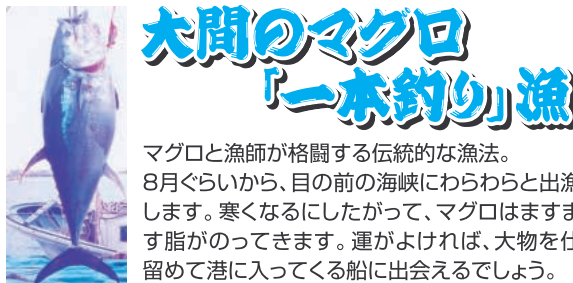 大間のマグロ
「一本釣り」漁
マグロと漁師が格闘する伝統的な漁法。
8月ぐらいから、目の前の海峡にわらわらと出漁
します。寒くなるにしたがって、マグロはますま
す脂がのってきます。運がよければ、大物を仕
留めて港に入ってくる船に出会えるでしょう。